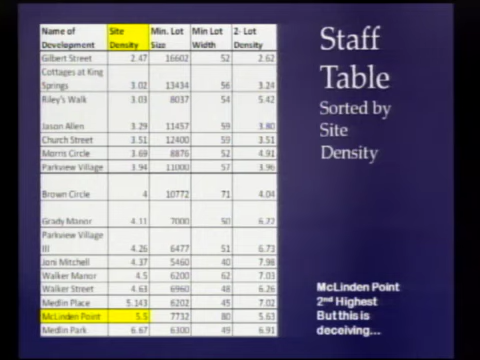 Staff
Table
Sorted by
Site
Density
Name of Development Site Density Min. Lot Size Min Lot Width 2- Lot Density
Gilbert Street 2.47 16602 52 2.62
Cottages at King Springs 3.02 13434 56 3.24
Riley's Walk 3.03 8037 54 5.42
Jason Allen 3.29 11457 59 3.80
Church Street 3.51 12400 59 3.51
Morris Circle 3.69 8876 52 4.91
Parkview Village 3.94 11000 57 3.96
Brown Circle 4 10772 71 4.04
Grady Manor 4.11 7000 50 6.22
Parkview Village III 4.26 6477 51 6.73
Joni Mitchell 4.37 5460 40 7.98
Walker Manor 4.5 6200 62 7.03
Walker Street 4.63 6960 48 6.26
Medlin Place 5.143 6202 45 7.02
McLinden Point 5.5 7732 80 5.63
Medlin Park 6.67 6300 49 6.91
McLinden Point
2nd Highest
But this is
deceiving...